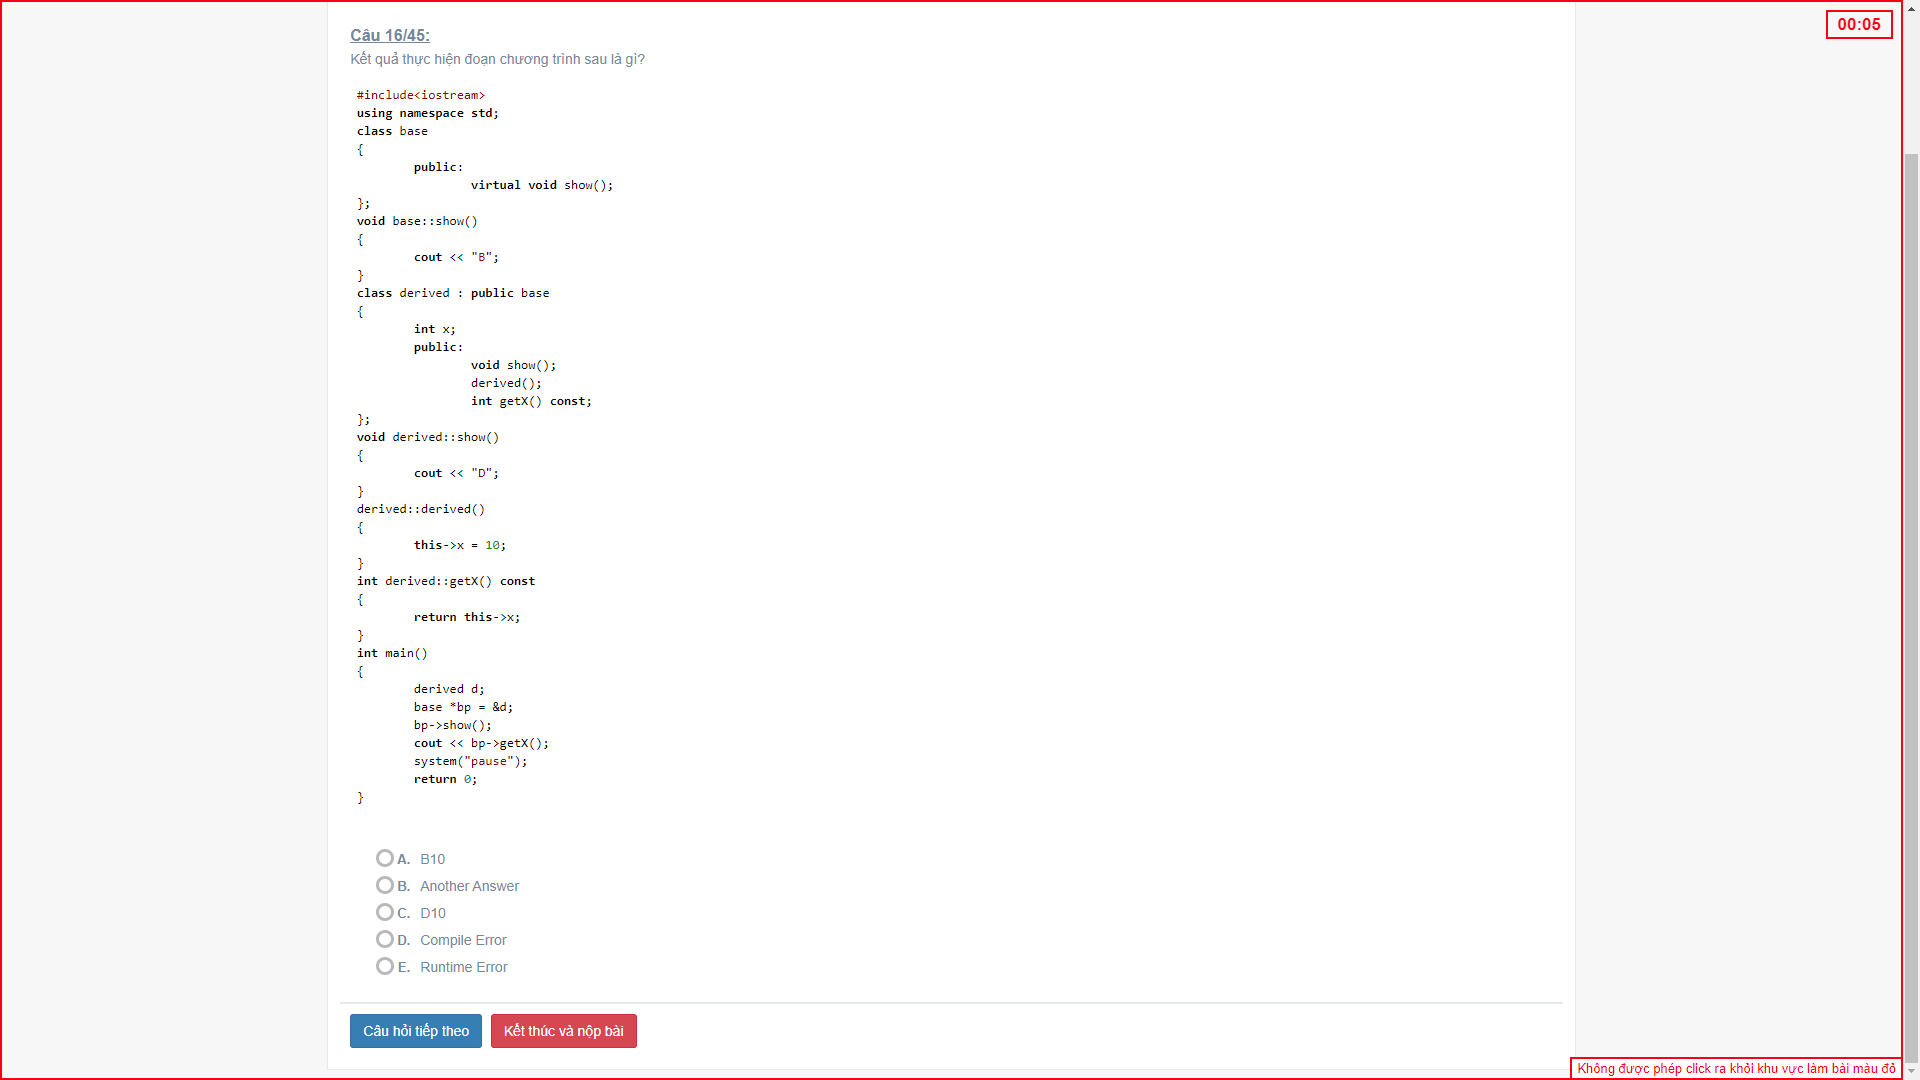 00:05
Câu 16/45:
Kết quả thực hiện đoạn chương trình sau là gì?
#include<iostream>
using namespace std;
class base
{
public:
virtual void show();
};
void base::show()
{
cout << "B";
}
class derived : public base
{
int x;
public:
void show();
derived();
int getX() const;
};
void derived::show()
{
cout << "D";
}
derived::derived()
{
this->x = 10;
}
int derived::getX() const
{
return this->x;
}
int main()
{
derived d;
base *bp = &d;
bp->show();
cout << bp->getX();
system("pause");
return 0;
}
A. B10
B. Another Answer
C. D10
D. Compile Error
E. Runtime Error
Câu hỏi tiếp theo Kết thúc và nộp bài
Không được phép click ra khỏi khu vực làm bài màu đỏ